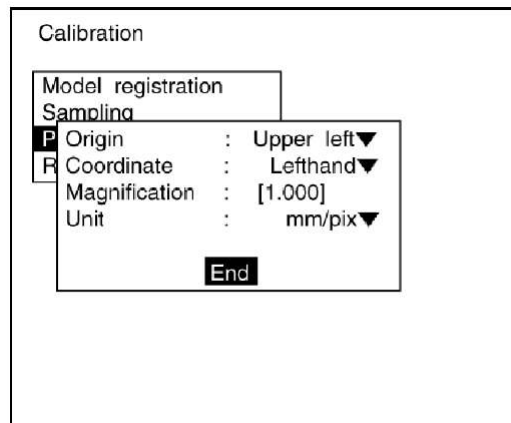 Calibration
Model registration
Sampling
P
R
Origin : Upper left▼
Coordinate : Lefthand▼
Magnification : [1.000]
Unit : mm/pix▼
End